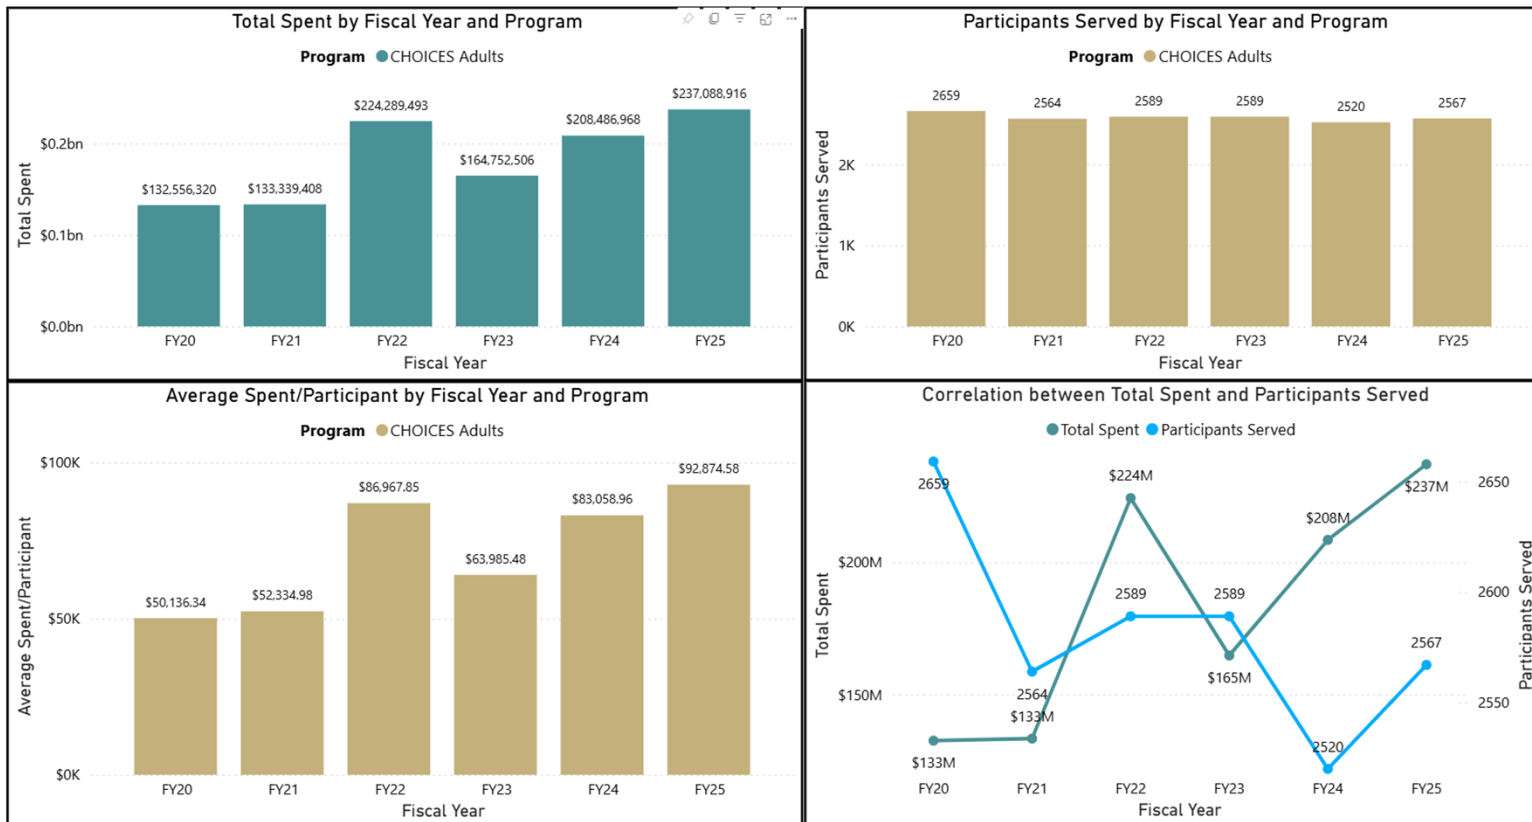 Total Spent by Fiscal Year and Program
Program CHOICES Adults
$237,088,916
$224,289,493
$208,486,968
$164,752,506
$132,556,320
$133,339,408
$0.2bn
$0.1bn
$0.0bn
Total Spent
FY20 FY21 FY22 FY23 FY24 FY25
Fiscal Year
Participants Served by Fiscal Year and Program
Program CHOICES Adults
2659 2564 2589 2589 2520 2567
2K
1K
0K
Participants Served
FY20 FY21 FY22 FY23 FY24 FY25
Fiscal Year
Average Spent/Participant by Fiscal Year and Program
Program CHOICES Adults
$100K
$50K
$0K
Average Spent/Participant
$50,136.34 $52,334.98 $86,967.85 $63,985.48 $83,058.96 $92,874.58
FY20 FY21 FY22 FY23 FY24 FY25
Fiscal Year
Correlation between Total Spent and Participants Served
Total Spent Participants Served
$200M
$150M
Total Spent
2659 2564 2589 2589 2520 2567
$133M $133M $224M $165M $208M $237M
2650
2600
2550
Participants Served
FY20 FY21 FY22 FY23 FY24 FY25
Fiscal Year